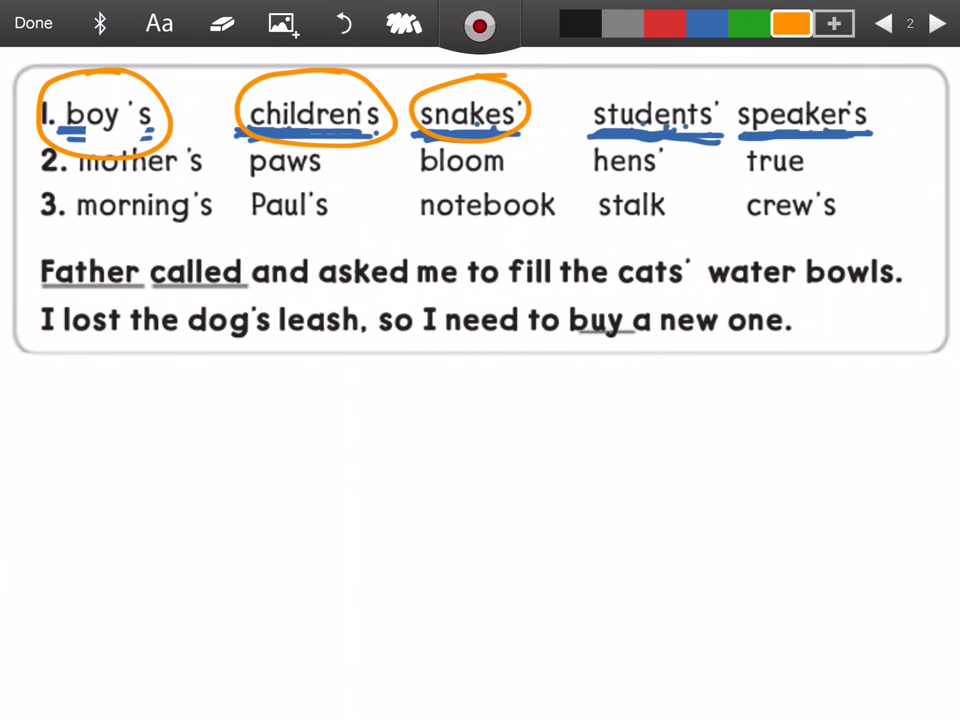 Done Aa 2
1. boy 's children's snakes' students' speaker's
2. mother 's paws bloom hens' true
3. morning's Paul's notebook stalk crew's
Father called and asked me to fill the cats' water bowls.
I lost the dog's leash, so I need to buy a new one.